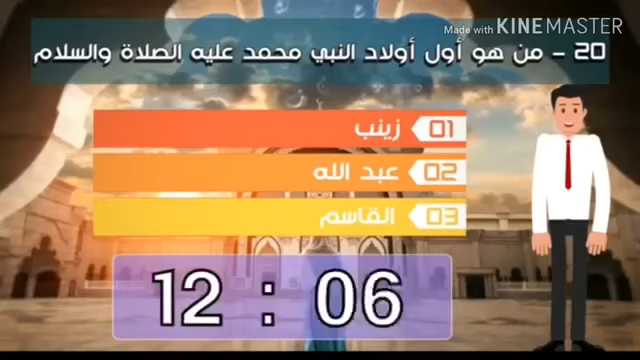 Made with KINEMASTER
20 - من هو أول أولاد النبي محمد عليه الصلاة والسلام
01 زينب
02 عبد الله
03 القاسم
12 : 06